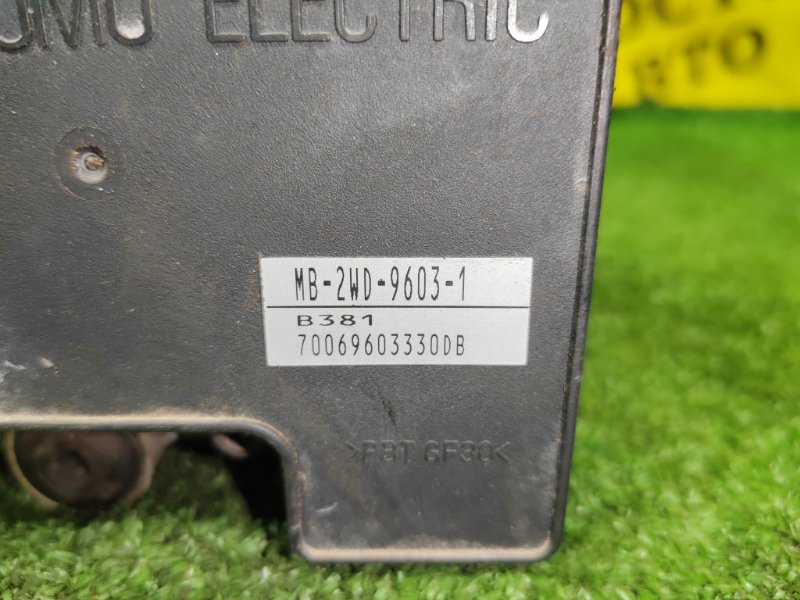 ELECTRIC
MB-2WD-9603-1
B381
70069603330DB
>PBT GF30<